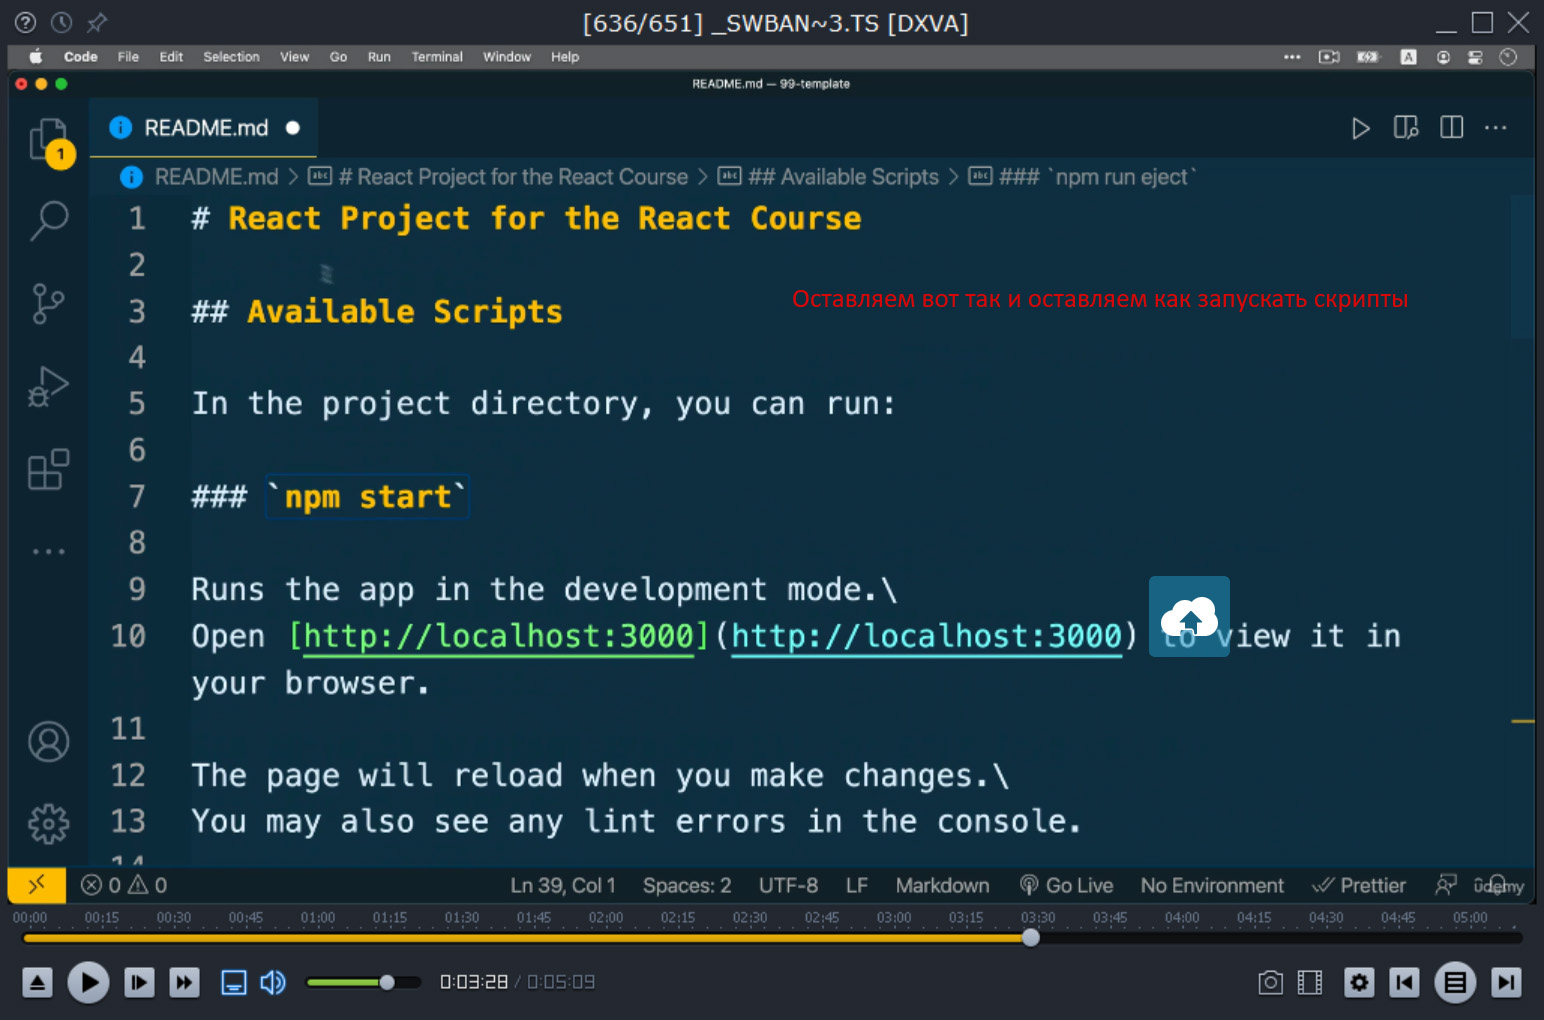 [636/651] _SWBAN~3.TS [DXVA]
Code File Edit Selection View Go Run Terminal Window Help
A
README.md — 99-template
1
README.md
README.md > # React Project for the React Course > ## Available Scripts > ### `npm run eject`
1 # React Project for the React Course
2
3 ## Available Scripts
Оставляем вот так и оставляем как запускать скрипты
4
5 In the project directory, you can run:
6
7 ### `npm start`
8
9 Runs the app in the development mode.\
10 Open [http://localhost:3000](http://localhost:3000) to view it in
your browser.
11
12 The page will reload when you make changes.\
13 You may also see any lint errors in the console.
14
0 0 Ln 39, Col 1 Spaces: 2 UTF-8 LF Markdown Go Live No Environment Prettier
ûdemy
00:00 00:15 00:30 00:45 01:00 01:15 01:30 01:45 02:00 02:15 02:30 02:45 03:00 03:15 03:30 03:45 04:00 04:15 04:30 04:45 05:00
0:03:28 / 0:05:09